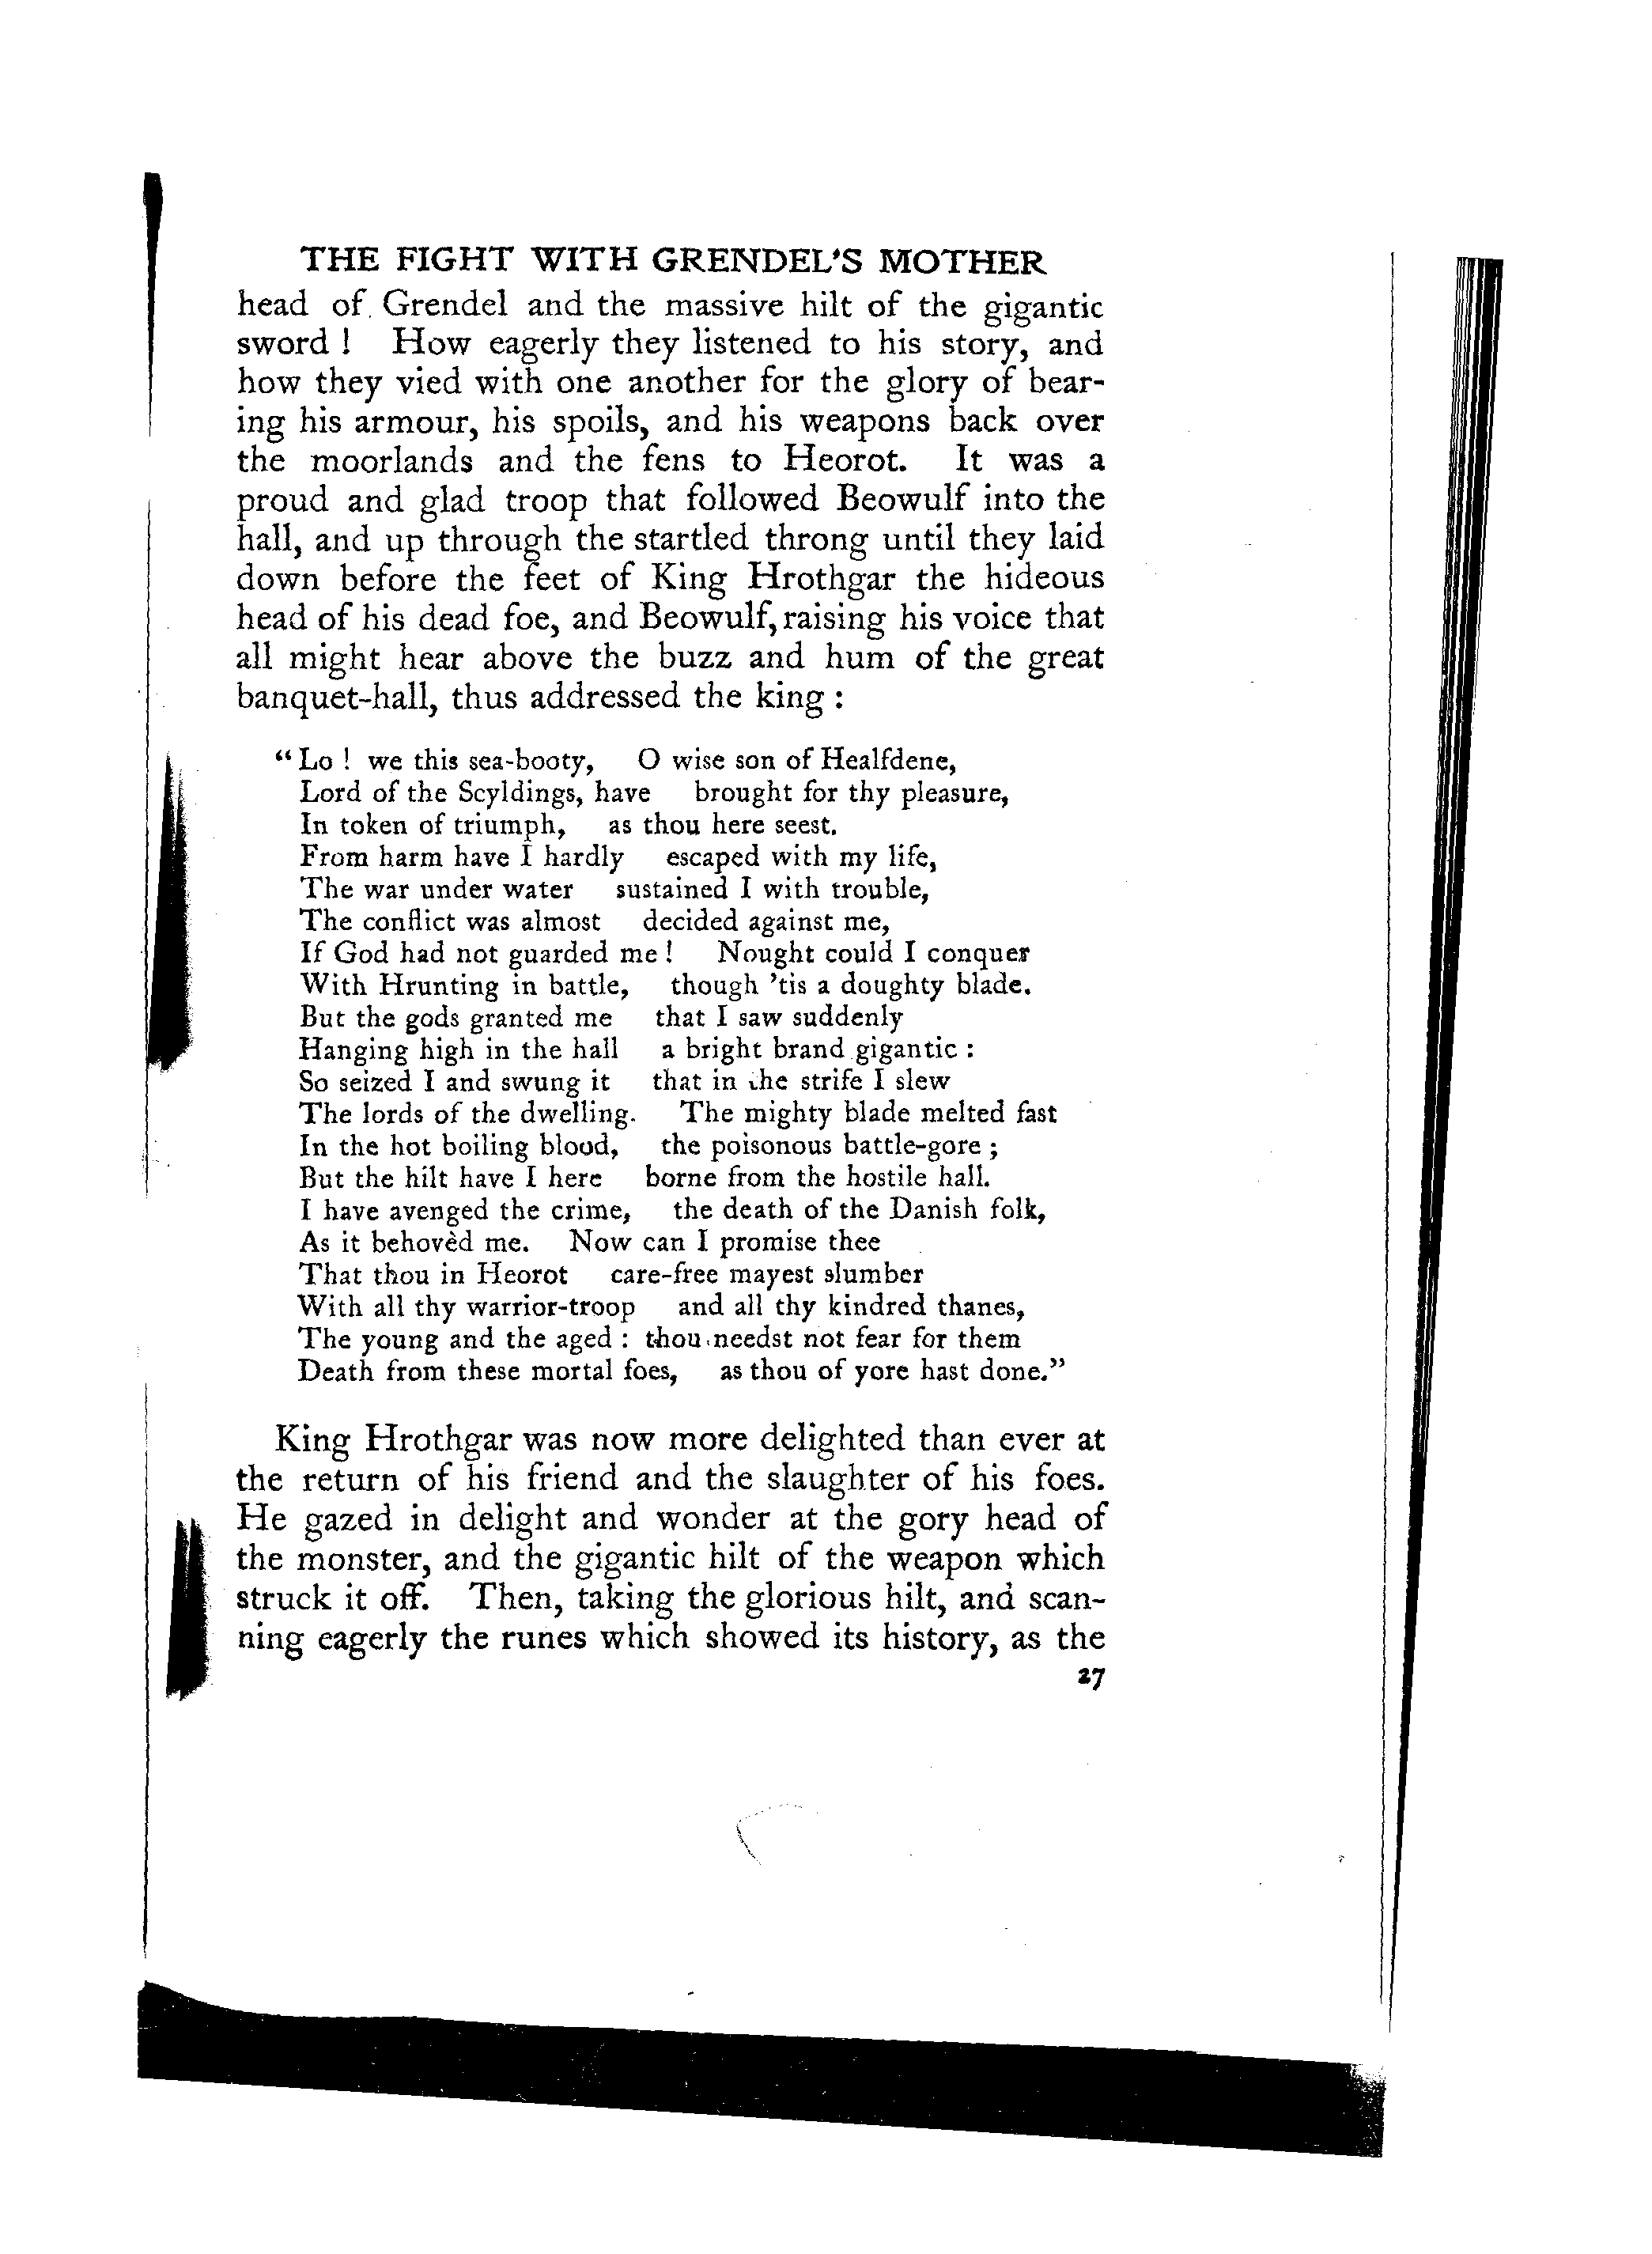 THE FIGHT WITH GRENDEL'S MOTHER
head of Grendel and the massive hilt of the gigantic
sword ! How eagerly they listened to his story, and
how they vied with one another for the glory of bear-
ing his armour, his spoils, and his weapons back over
the moorlands and the fens to Heorot. It was a
proud and glad troop that followed Beowulf into the
hall, and up through the startled throng until they laid
down before the feet of King Hrothgar the hideous
head of his dead foe, and Beowulf, raising his voice that
all might hear above the buzz and hum of the great
banquet-hall, thus addressed the king :
“Lo ! we this sea-booty, O wise son of Healfdene,
Lord of the Scyldings, have brought for thy pleasure,
In token of triumph, as thou here seest.
From harm have I hardly escaped with my life,
The war under water sustained I with trouble,
The conflict was almost decided against me,
If God had not guarded me ! Nought could I conquer
With Hrunting in battle, though ’tis a doughty blade.
But the gods granted me that I saw suddenly
Hanging high in the hall a bright brand gigantic :
So seized I and swung it that in the strife I slew
The lords of the dwelling. The mighty blade melted fast
In the hot boiling blood, the poisonous battle-gore ;
But the hilt have I here borne from the hostile hall.
I have avenged the crime, the death of the Danish folk,
As it behovèd me. Now can I promise thee
That thou in Heorot care-free mayest slumber
With all thy warrior-troop and all thy kindred thanes,
The young and the aged : thou needst not fear for them
Death from these mortal foes, as thou of yore hast done.”
King Hrothgar was now more delighted than ever at
the return of his friend and the slaughter of his foes.
He gazed in delight and wonder at the gory head of
the monster, and the gigantic hilt of the weapon which
struck it off. Then, taking the glorious hilt, and scan-
ning eagerly the runes which showed its history, as the
27